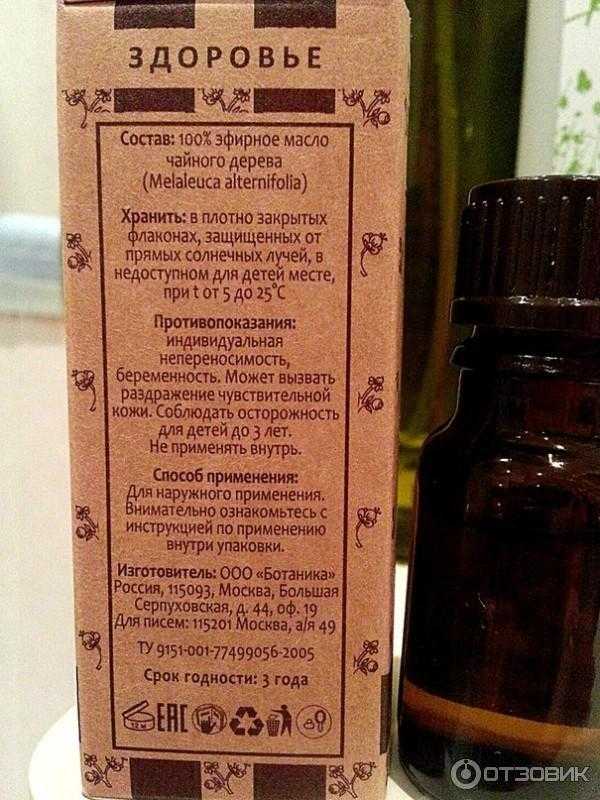 ЗДОРОВЬЕ
Состав: 100% эфирное масло
чайного дерева
(Melaleuca alternifolia)
Хранить: в плотно закрытых
флаконах, защищенных от
прямых солнечных лучей, в
недоступном для детей месте,
при t от 5 до 25°С
Противопоказания:
индивидуальная
непереносимость,
беременность. Может вызвать
раздражение чувствительной
кожи. Соблюдать осторожность
для детей до 3 лет.
Не применять внутрь.
Способ применения:
Для наружного применения.
Внимательно ознакомьтесь с
инструкцией по применению
внутри упаковки.
Изготовитель: ООО «Ботаника»
Россия, 115093, Москва, Большая
Серпуховская, д. 44, оф. 19
Для писем: 115201 Москва, а/я 49
ТУ 9151-001-77499056-2005
Срок годности: 3 года
12 м EAC
ОТЗОВИК